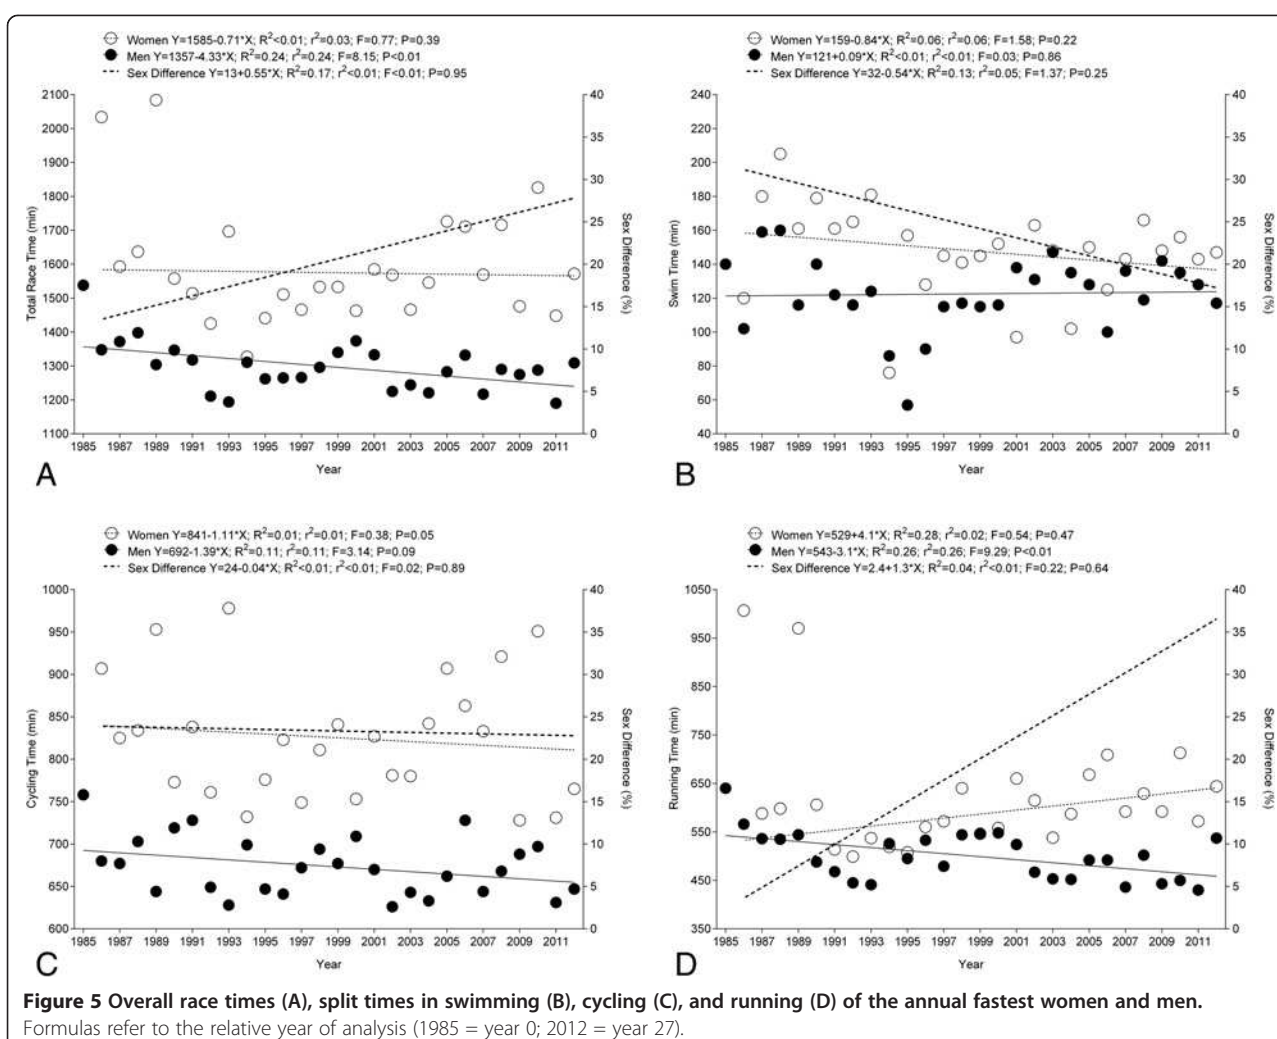 Women Y=1585-0.71*X; R²<0.01; r²=0.03; F=0.77; P=0.39
Men Y=1357-4.33*X; R²=0.24; r²=0.24; F=8.15; P<0.01
Sex Difference Y=13+0.55*X; R²=0.17; r²<0.01; F<0.01; P=0.95
2100
2000
1900
1800
1700
1600
1500
1400
1300
1200
1100
Total Race Time (min)
40
35
30
25
20
15
10
5
0
Sex Difference (%)
1985 1987 1989 1991 1993 1995 1997 1999 2001 2003 2005 2007 2009 2011
Year
A
Women Y=159-0.84*X; R²=0.06; r²=0.06; F=1.58; P=0.22
Men Y=121+0.09*X; R²<0.01; r²<0.01; F=0.03; P=0.86
Sex Difference Y=32-0.54*X; R²=0.13; r²=0.05; F=1.37; P=0.25
240
220
200
180
160
140
120
100
80
60
40
Swim Time (min)
40
35
30
25
20
15
10
5
0
Sex Difference (%)
1985 1987 1989 1991 1993 1995 1997 1999 2001 2003 2005 2007 2009 2011
Year
B
Women Y=841-1.11*X; R²=0.01; r²=0.01; F=0.38; P=0.05
Men Y=692-1.39*X; R²=0.11; r²=0.11; F=3.14; P=0.09
Sex Difference Y=24-0.04*X; R²<0.01; r²<0.01; F=0.02; P=0.89
1000
950
900
850
800
750
700
650
600
Cycling Time (min)
40
35
30
25
20
15
10
5
0
Sex Difference (%)
1985 1987 1989 1991 1993 1995 1997 1999 2001 2003 2005 2007 2009 2011
Year
C
Women Y=529+4.1*X; R²=0.28; r²=0.02; F=0.54; P=0.47
Men Y=543-3.1*X; R²=0.26; r²=0.26; F=9.29; P<0.01
Sex Difference Y=2.4+1.3*X; R²=0.04; r²<0.01; F=0.22; P=0.64
1050
950
850
750
650
550
450
350
Running Time (min)
40
35
30
25
20
15
10
5
0
Sex Difference (%)
1985 1987 1989 1991 1993 1995 1997 1999 2001 2003 2005 2007 2009 2011
Year
D
Figure 5 Overall race times (A), split times in swimming (B), cycling (C), and running (D) of the annual fastest women and men.
Formulas refer to the relative year of analysis (1985 = year 0; 2012 = year 27).